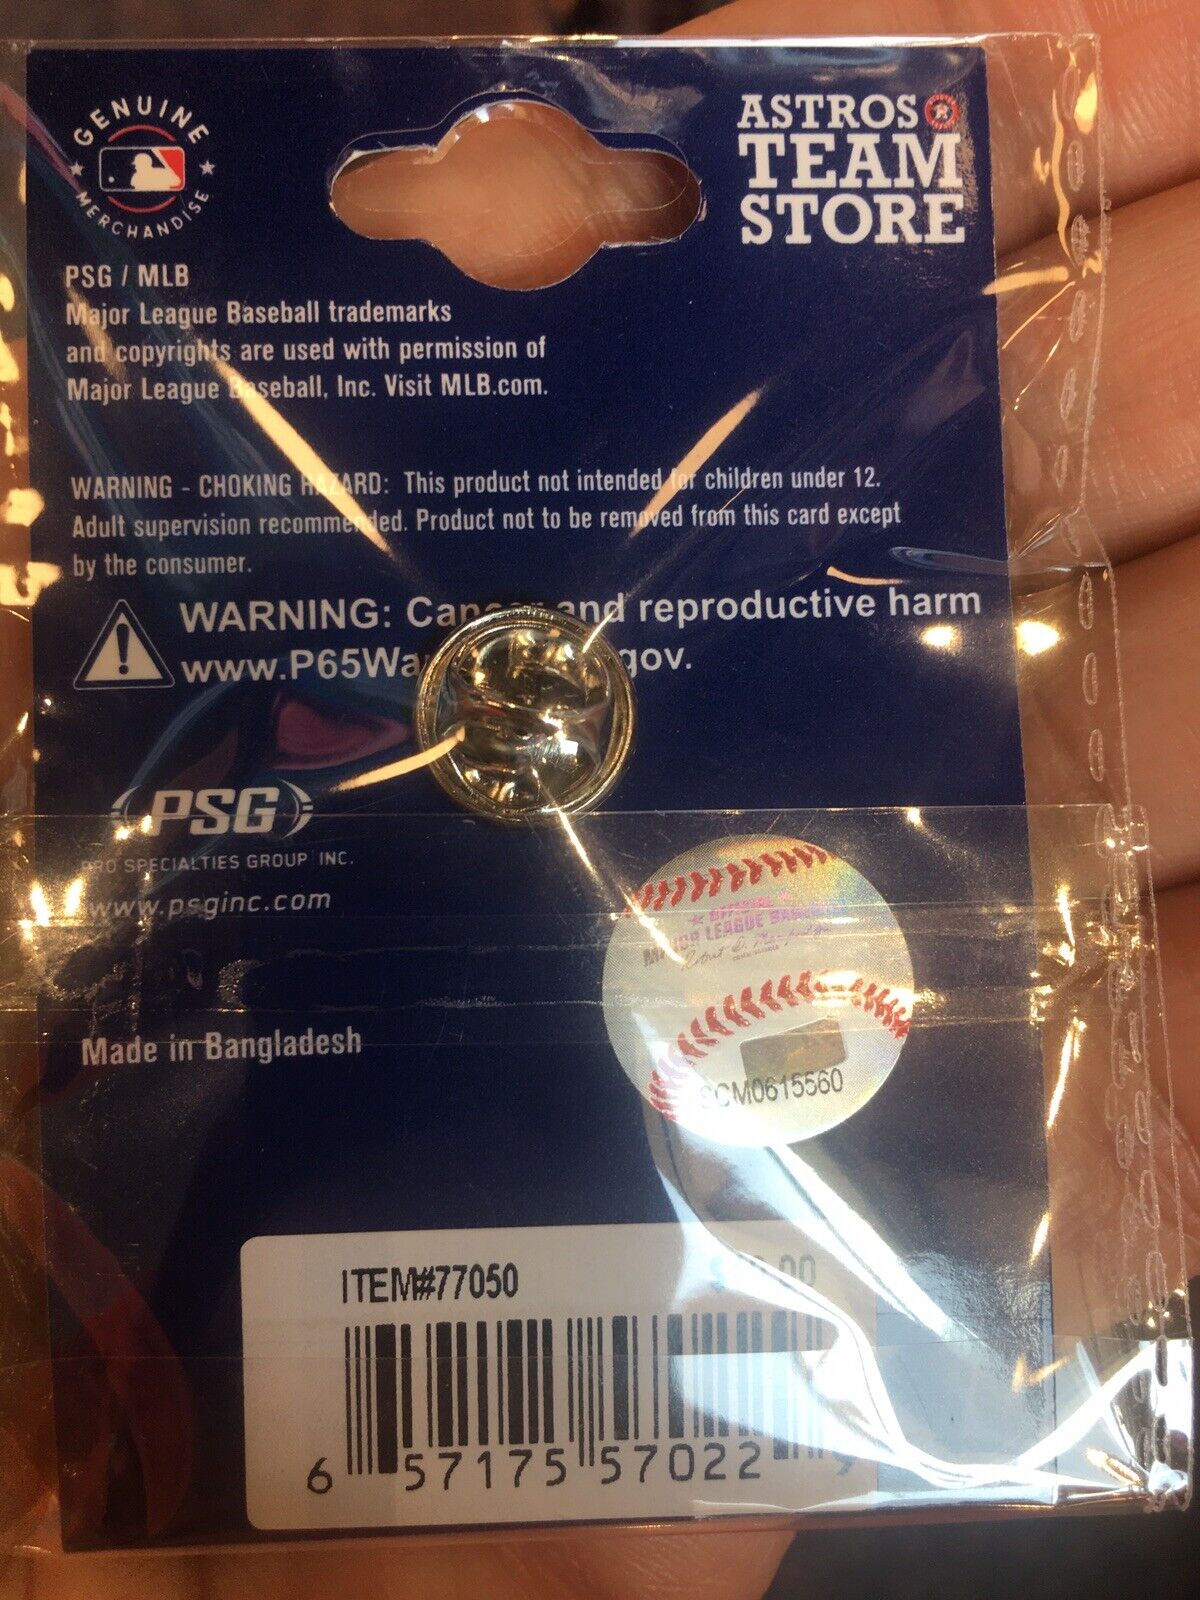 GENUINE
MERCHANDISE
ASTROS
TEAM
STORE
PSG / MLB
Major League Baseball trademarks
and copyrights are used with permission of
Major League Baseball, Inc. Visit MLB.com.
WARNING - CHOKING HAZARD: This product not intended for children under 12.
Adult supervision recommended. Product not to be removed from this card except
by the consumer.
WARNING: Cancer and reproductive harm
www.P65Wa gov.
PSG
PRO SPECIALTIES GROUP INC.
www.psginc.com
OFFICIAL
MAJOR LEAGUE BASEBALL
Made in Bangladesh
SCM0615560
ITEM#77050
6 57175 57022